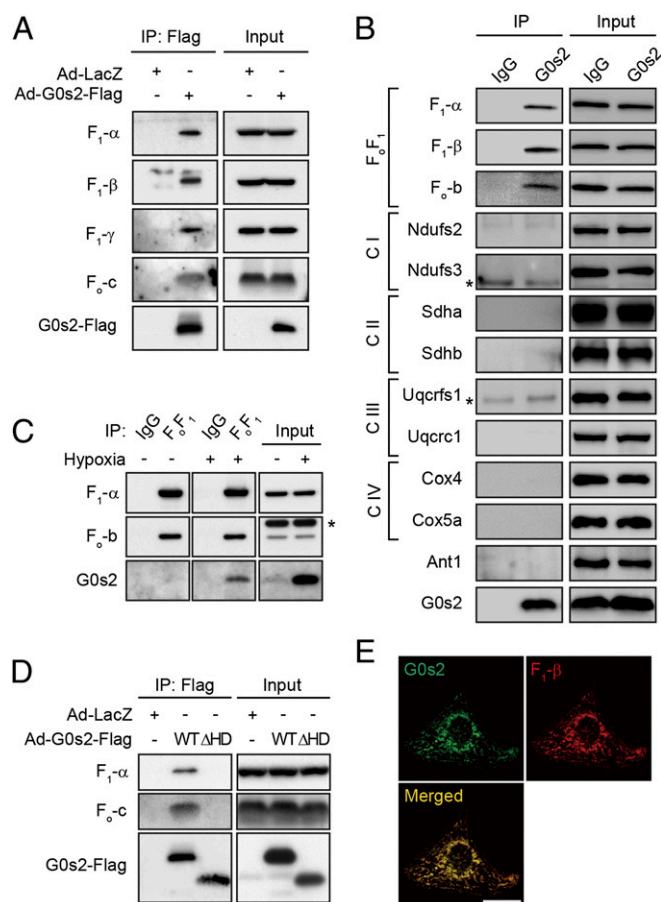 A
IP: Flag Input
Ad-LacZ + - + -
Ad-G0s2-Flag - + - +
F₁-α
F₁-β
F₁-γ
Fₒ-c
G0s2-Flag
B
IP Input
IgG G0s2 IgG G0s2
FₒF₁
F₁-α
F₁-β
Fₒ-b
C I
Ndufs2
Ndufs3
*
C II
Sdha
Sdhb
C III
Uqcrfs1
*
Uqcrc1
C IV
Cox4
Cox5a
Ant1
G0s2
C
IP: IgG FₒF₁ IgG FₒF₁ Input
Hypoxia - - + + - +
F₁-α
Fₒ-b *
G0s2
D
IP: Flag Input
Ad-LacZ + - - + - -
Ad-G0s2-Flag - WT ΔHD - WT ΔHD
F₁-α
Fₒ-c
G0s2-Flag
E
G0s2 F₁-β
Merged